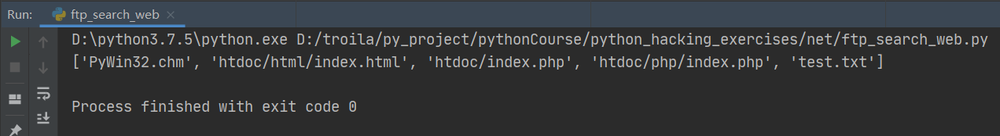 Run: ftp_search_web
D:\python3.7.5\python.exe D:/troila/py_project/pythonCourse/python_hacking_exercises/net/ftp_search_web.py
['PyWin32.chm', 'htdoc/html/index.html', 'htdoc/index.php', 'htdoc/php/index.php', 'test.txt']
Process finished with exit code 0